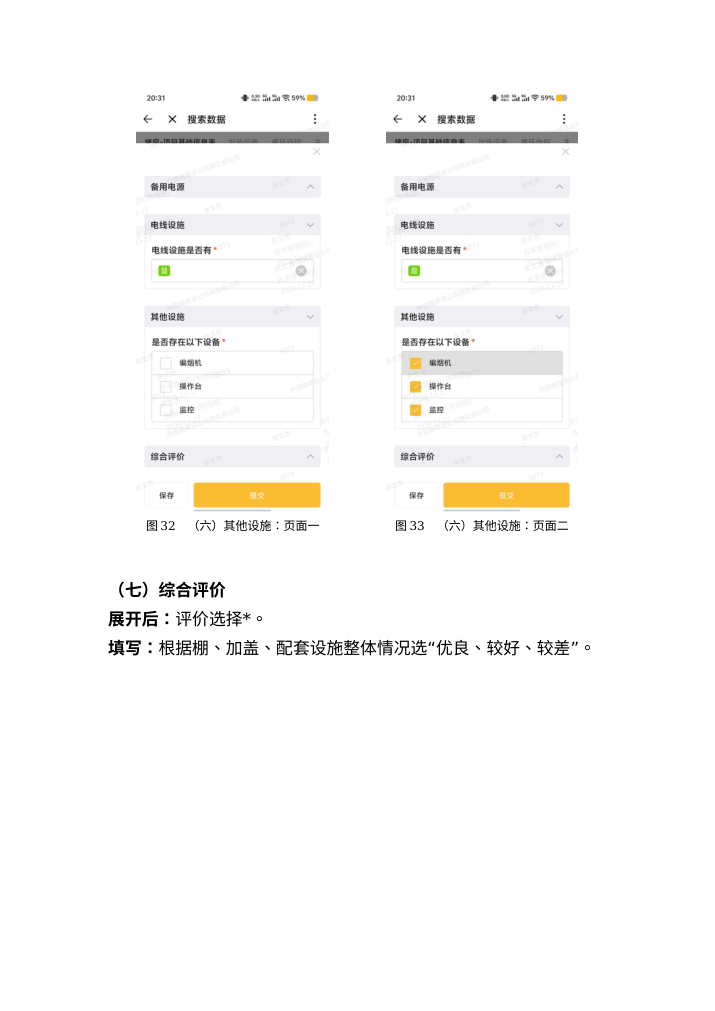 20:31
59%
搜索数据
备用电源
电线设施
电线设施是否有*
是
其他设施
是否存在以下设备*
编烟机
操作台
监控
综合评价
保存
提交
图 32 （六）其他设施：页面一
20:31
59%
搜索数据
备用电源
电线设施
电线设施是否有*
是
其他设施
是否存在以下设备*
编烟机
操作台
监控
综合评价
保存
提交
图 33 （六）其他设施：页面二
（七）综合评价
展开后：评价选择*。
填写：根据棚、加盖、配套设施整体情况选“优良、较好、较差”。